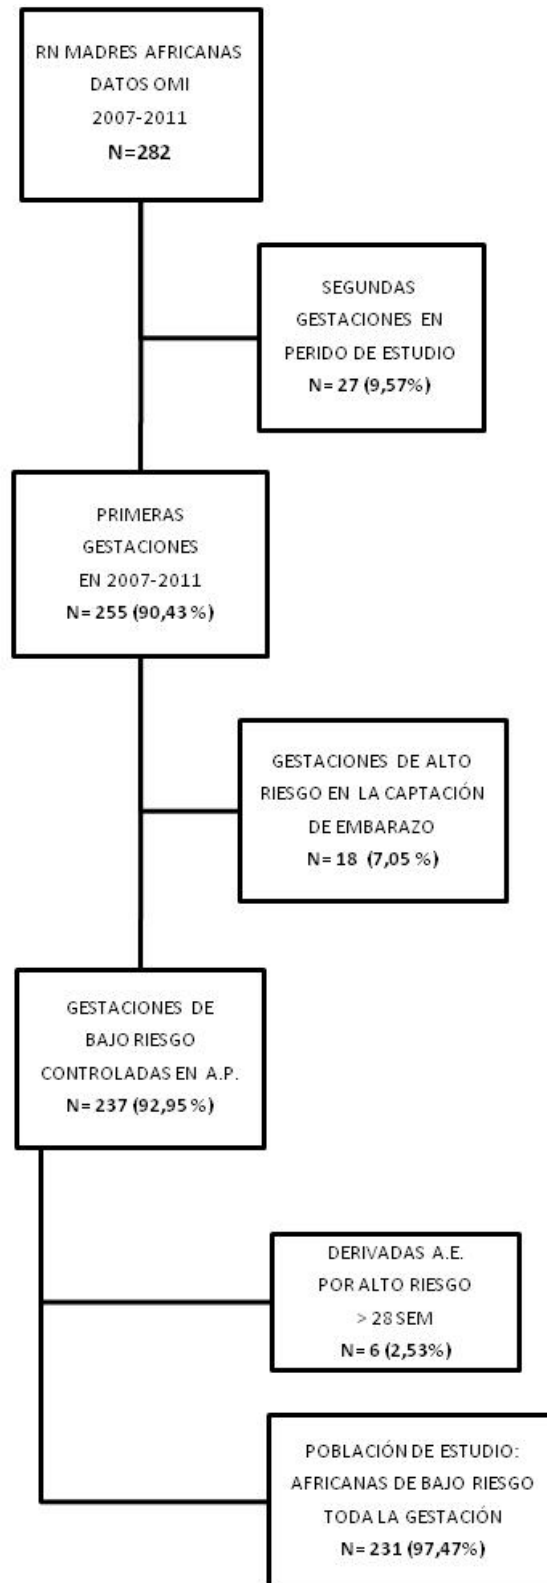 RN MADRES AFRICANAS
DATOS OMI
2007-2011
N=282
SEGUNDAS
GESTACIONES EN
PERIDO DE ESTUDIO
N= 27 (9,57%)
PRIMERAS
GESTACIONES
EN 2007-2011
N= 255 (90,43 %)
GESTACIONES DE ALTO
RIESGO EN LA CAPTACIÓN
DE EMBARAZO
N= 18 (7,05 %)
GESTACIONES DE
BAJO RIESGO
CONTROLADAS EN A.P.
N= 237 (92,95 %)
DERIVADAS A.E.
POR ALTO RIESGO
> 28 SEM
N= 6 (2,53%)
POBLACIÓN DE ESTUDIO:
AFRICANAS DE BAJO RIESGO
TODA LA GESTACIÓN
N= 231 (97,47%)